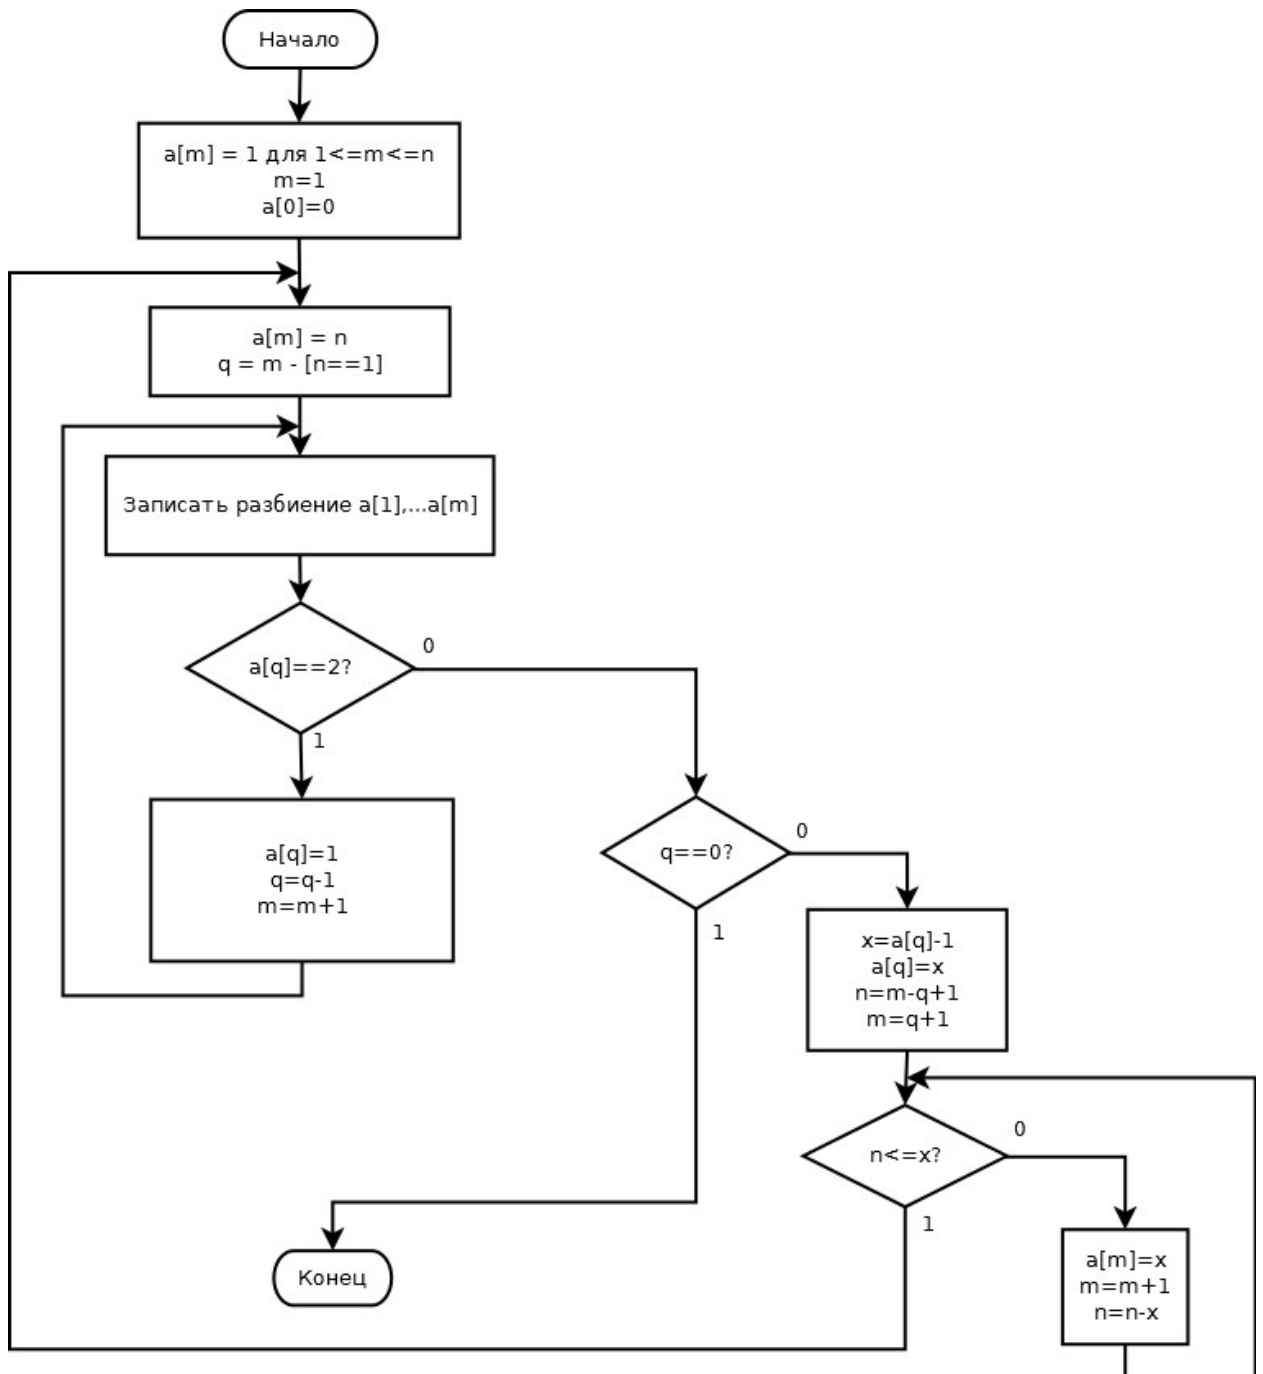 Начало
a[m] = 1 для 1<=m<=n
m=1
a[0]=0
a[m] = n
q = m - [n==1]
Записать разбиение a[1],...a[m]
a[q]==2?
0
1
a[q]=1
q=q-1
m=m+1
q==0?
0
1
x=a[q]-1
a[q]=x
n=m-q+1
m=q+1
n<=x?
0
1
a[m]=x
m=m+1
n=n-x
Конец